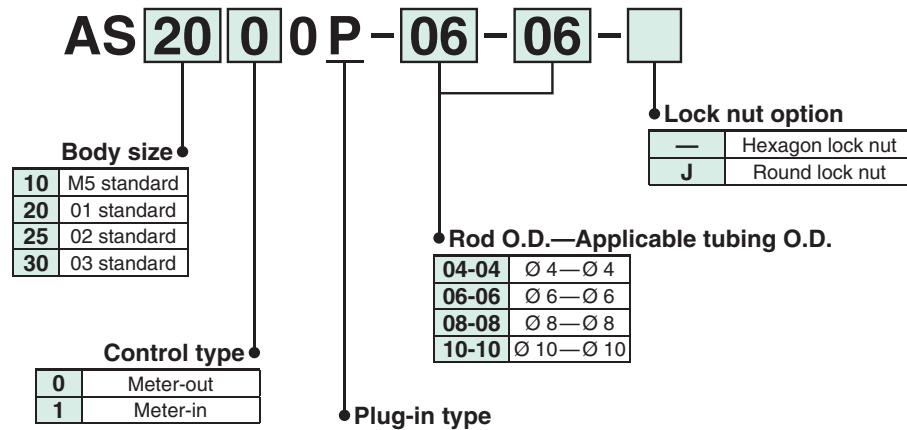 AS 20 0 0 P - 06 - 06 -
Lock nut option
— Hexagon lock nut
J Round lock nut
Body size
10 M5 standard
20 01 standard
25 02 standard
30 03 standard
Rod O.D.—Applicable tubing O.D.
04-04 Ø 4—Ø 4
06-06 Ø 6—Ø 6
08-08 Ø 8—Ø 8
10-10 Ø 10—Ø 10
Control type
0 Meter-out
1 Meter-in
Plug-in type